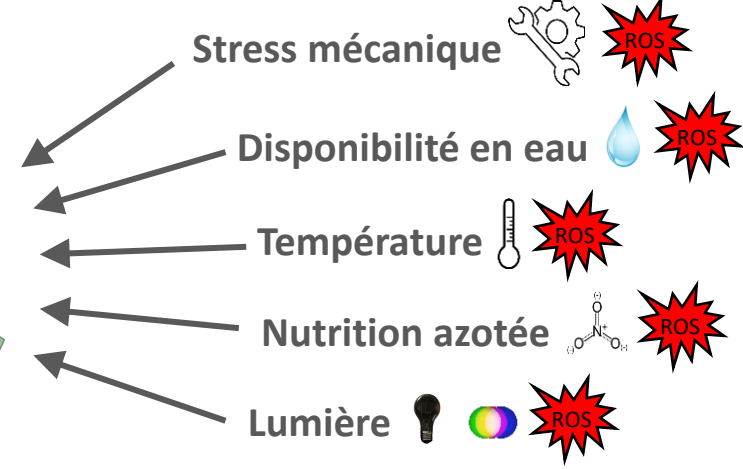 Stress mécanique ROS
Disponibilité en eau ROS
Température ROS
Nutrition azotée (-) O N+ O (-) O (-) ROS
Lumière ROS